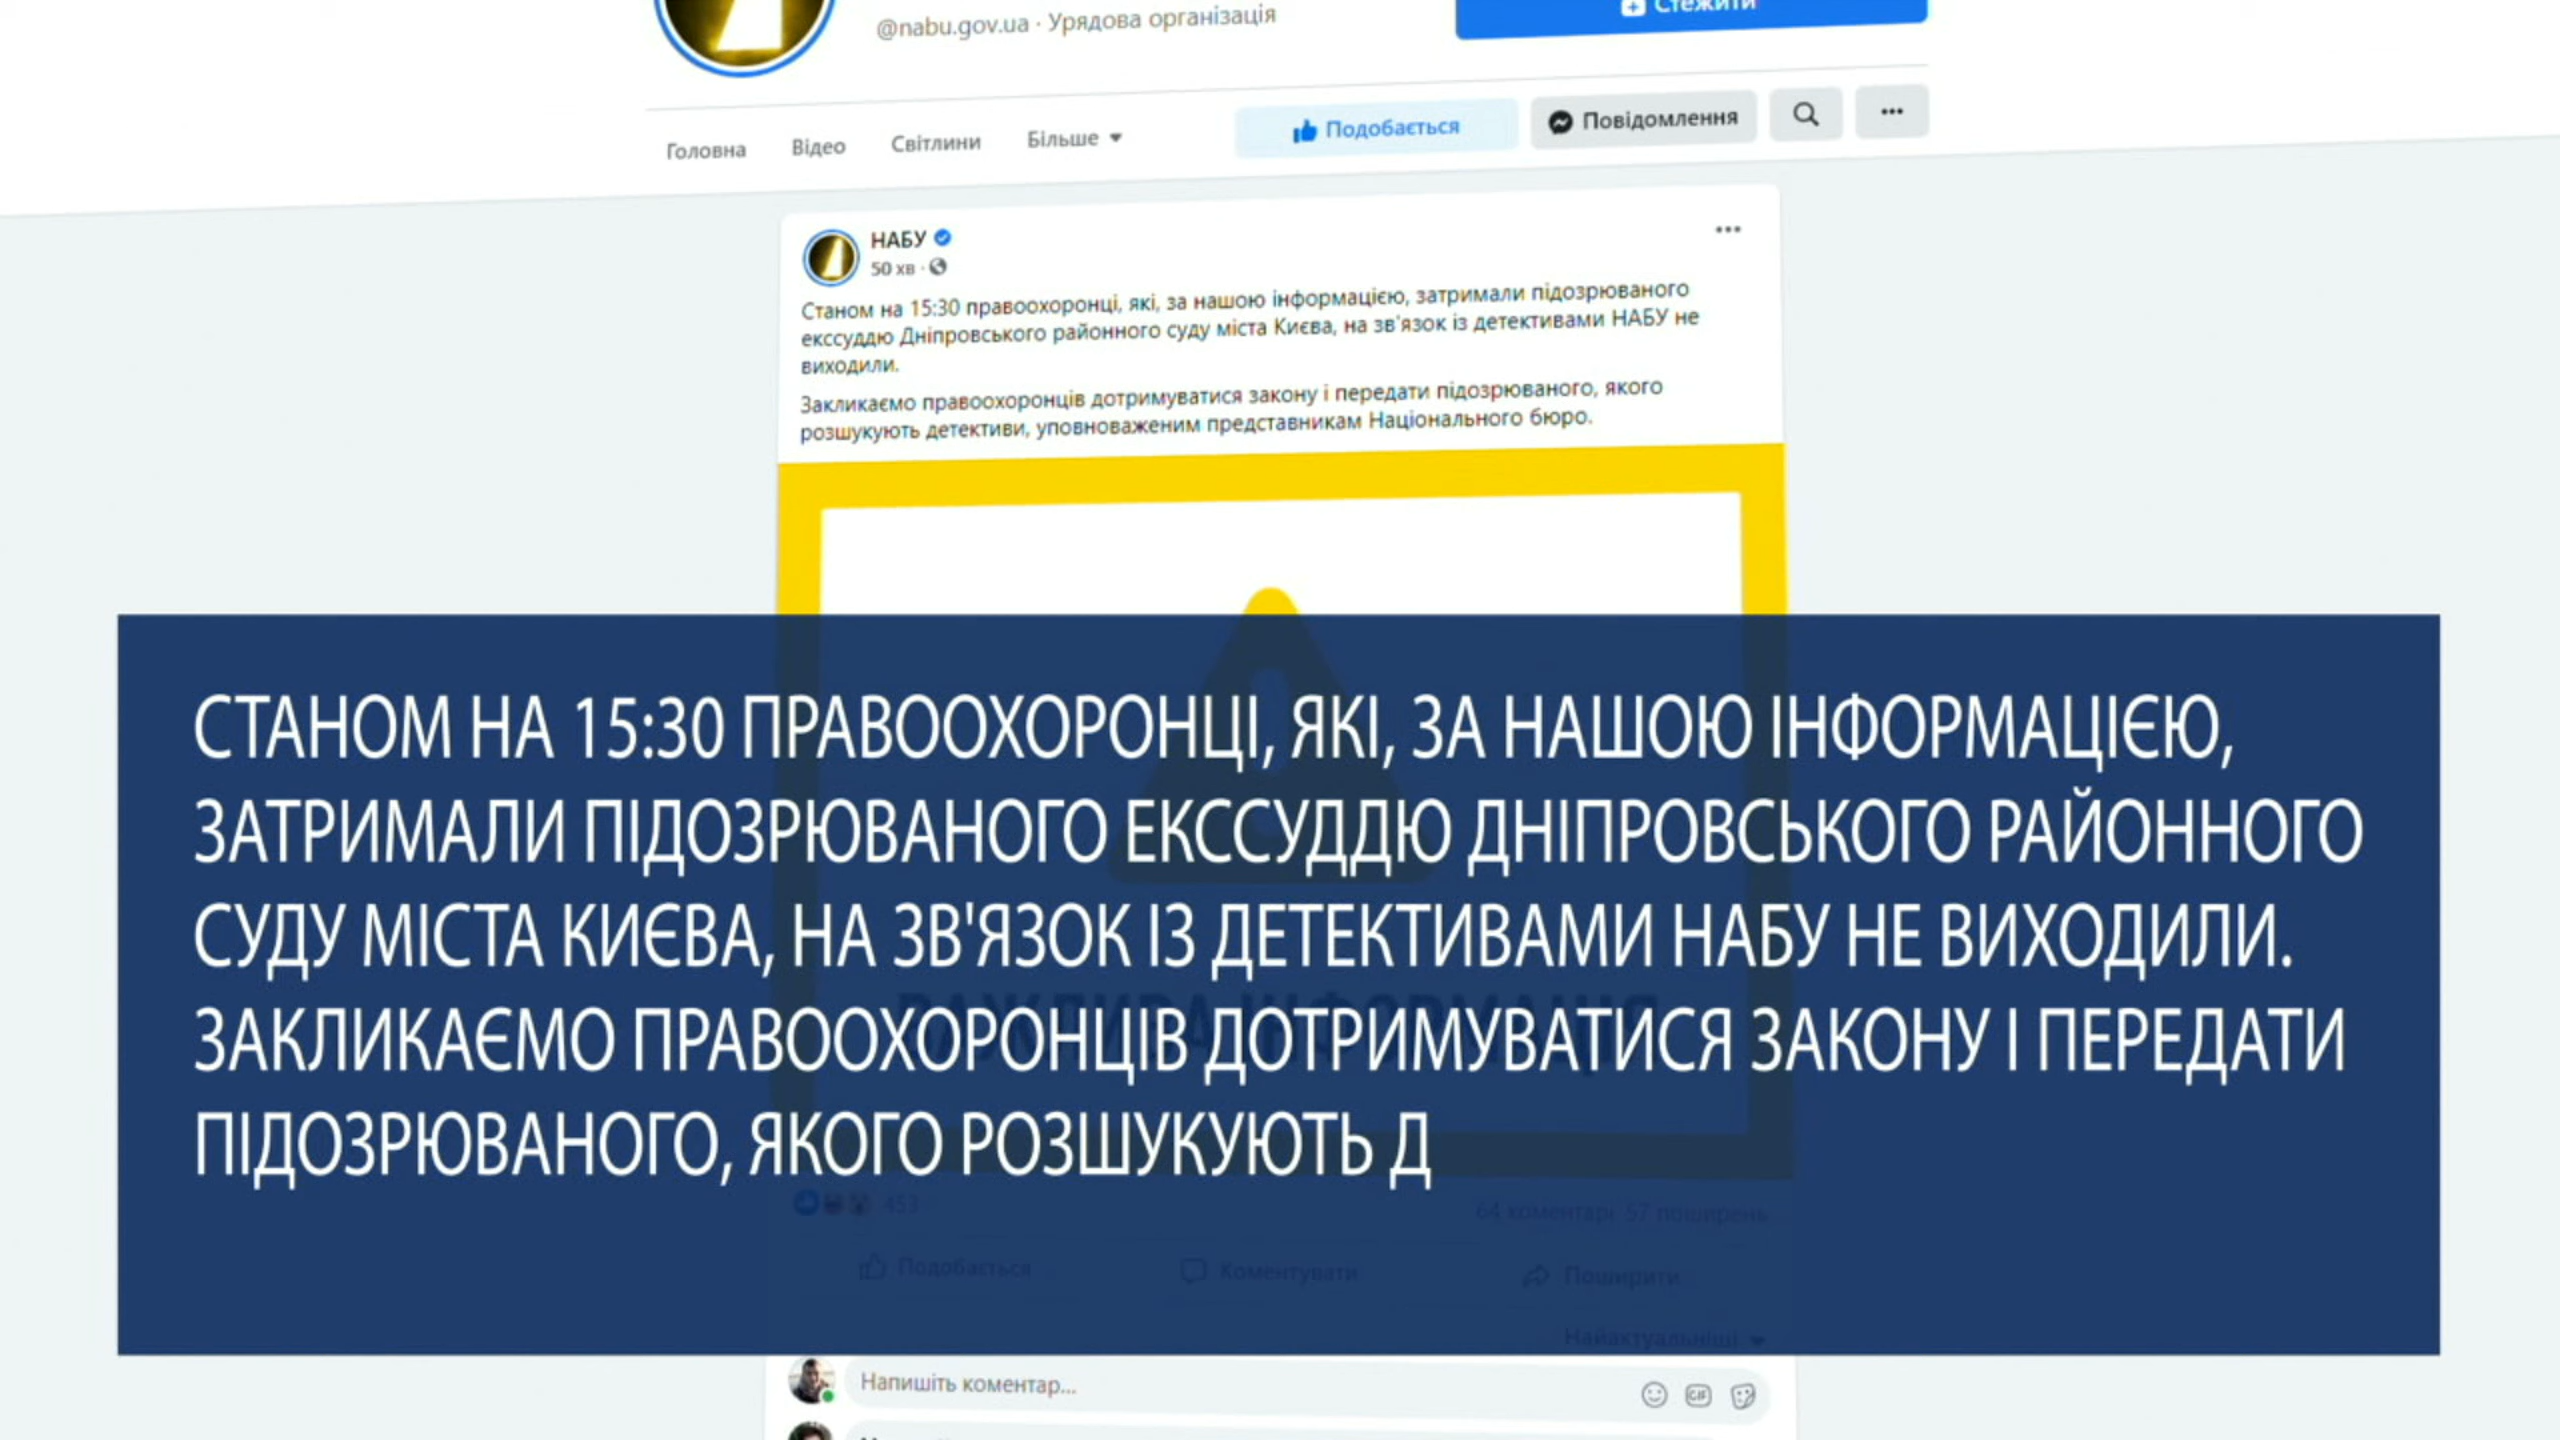 @nabu.gov.ua · Урядова організація
Стежити
Головна Відео Світлини Більше
Подобається Повідомлення
НАБУ
50 хв ·
Станом на 15:30 правоохоронці, які, за нашою інформацією, затримали підозрюваного
екссуддю Дніпровського районного суду міста Києва, на зв'язок із детективами НАБУ не
виходили.
Закликаємо правоохоронців дотримуватися закону і передати підозрюваного, якого
розшукують детективи, уповноваженим представникам Національного бюро.
СТАНОМ НА 15:30 ПРАВООХОРОНЦІ, ЯКІ, ЗА НАШОЮ ІНФОРМАЦІЄЮ,
ЗАТРИМАЛИ ПІДОЗРЮВАНОГО ЕКССУДДЮ ДНІПРОВСЬКОГО РАЙОННОГО
СУДУ МІСТА КИЄВА, НА ЗВ'ЯЗОК ІЗ ДЕТЕКТИВАМИ НАБУ НЕ ВИХОДИЛИ.
ЗАКЛИКАЄМО ПРАВООХОРОНЦІВ ДОТРИМУВАТИСЯ ЗАКОНУ І ПЕРЕДАТИ
ПІДОЗРЮВАНОГО, ЯКОГО РОЗШУКУЮТЬ Д
ВАЖЛИВА ІНФОРМАЦІЯ
453
64 коментарі 57 поширень
Подобається Коментувати Поширити
Найактуальніші
Напишіть коментар...
GIF